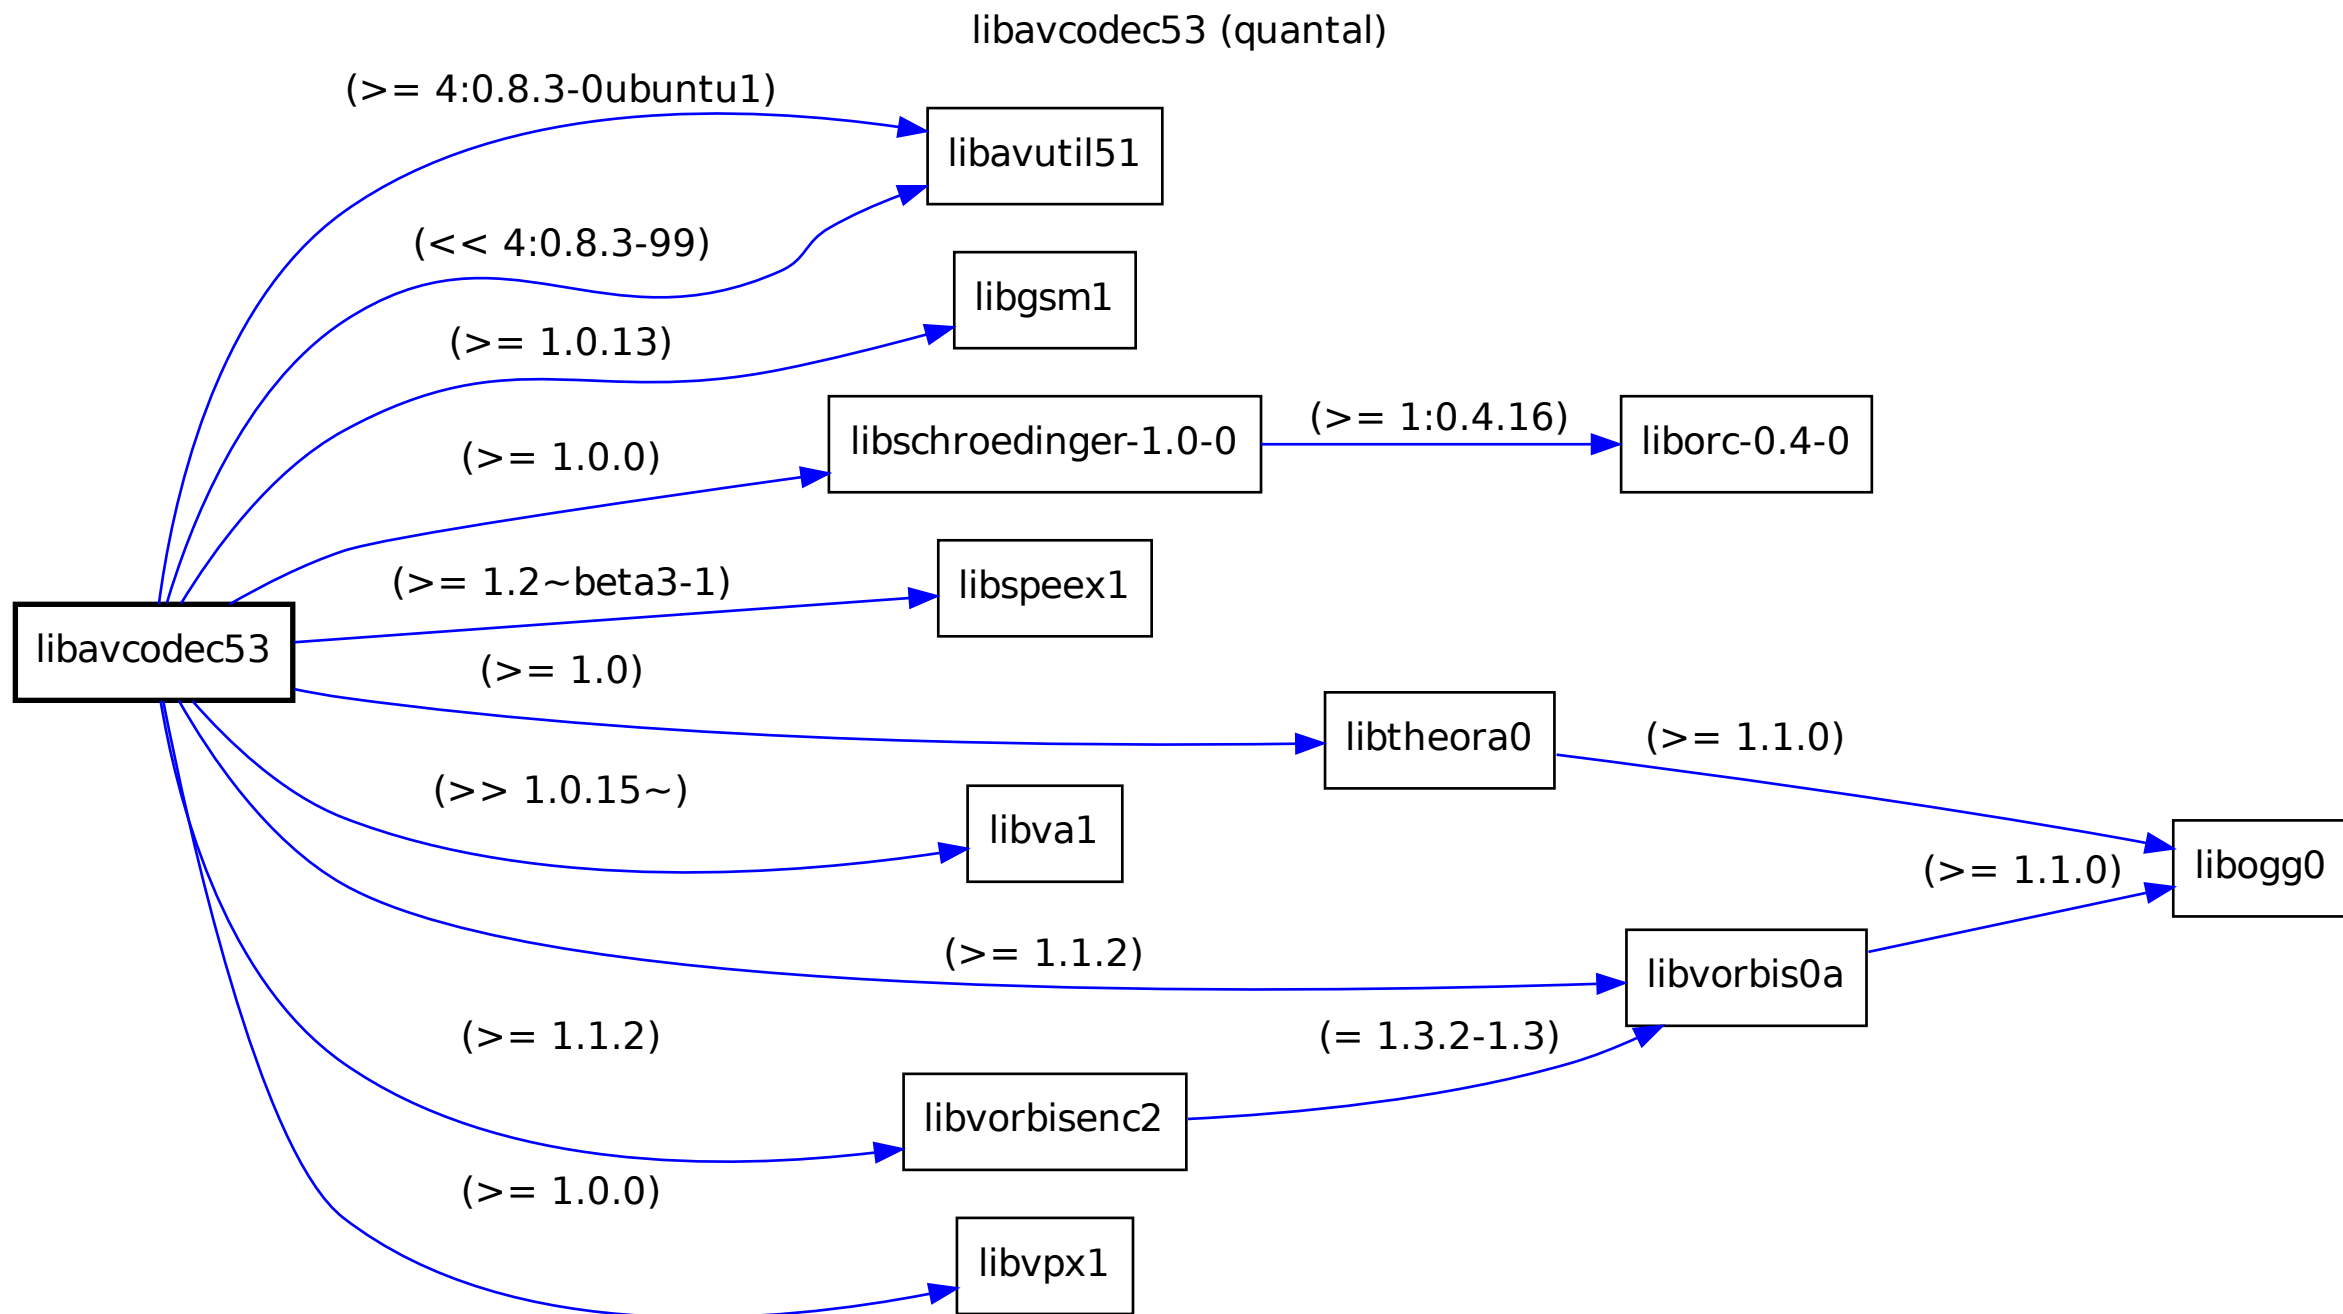 libavcodec53 (quantal)
(>= 4:0.8.3-0ubuntu1)
libavutil51
(<< 4:0.8.3-99)
libgsm1
(>= 1.0.13)
(>= 1.0.0)
libschroedinger-1.0-0
(>= 1:0.4.16)
liborc-0.4-0
(>= 1.2~beta3-1)
libspeex1
libavcodec53
(>= 1.0)
libtheora0
(>= 1.1.0)
(>> 1.0.15~)
libva1
libogg0
(>= 1.1.0)
(>= 1.1.2)
libvorbis0a
(>= 1.1.2)
(= 1.3.2-1.3)
libvorbisenc2
(>= 1.0.0)
libvpx1